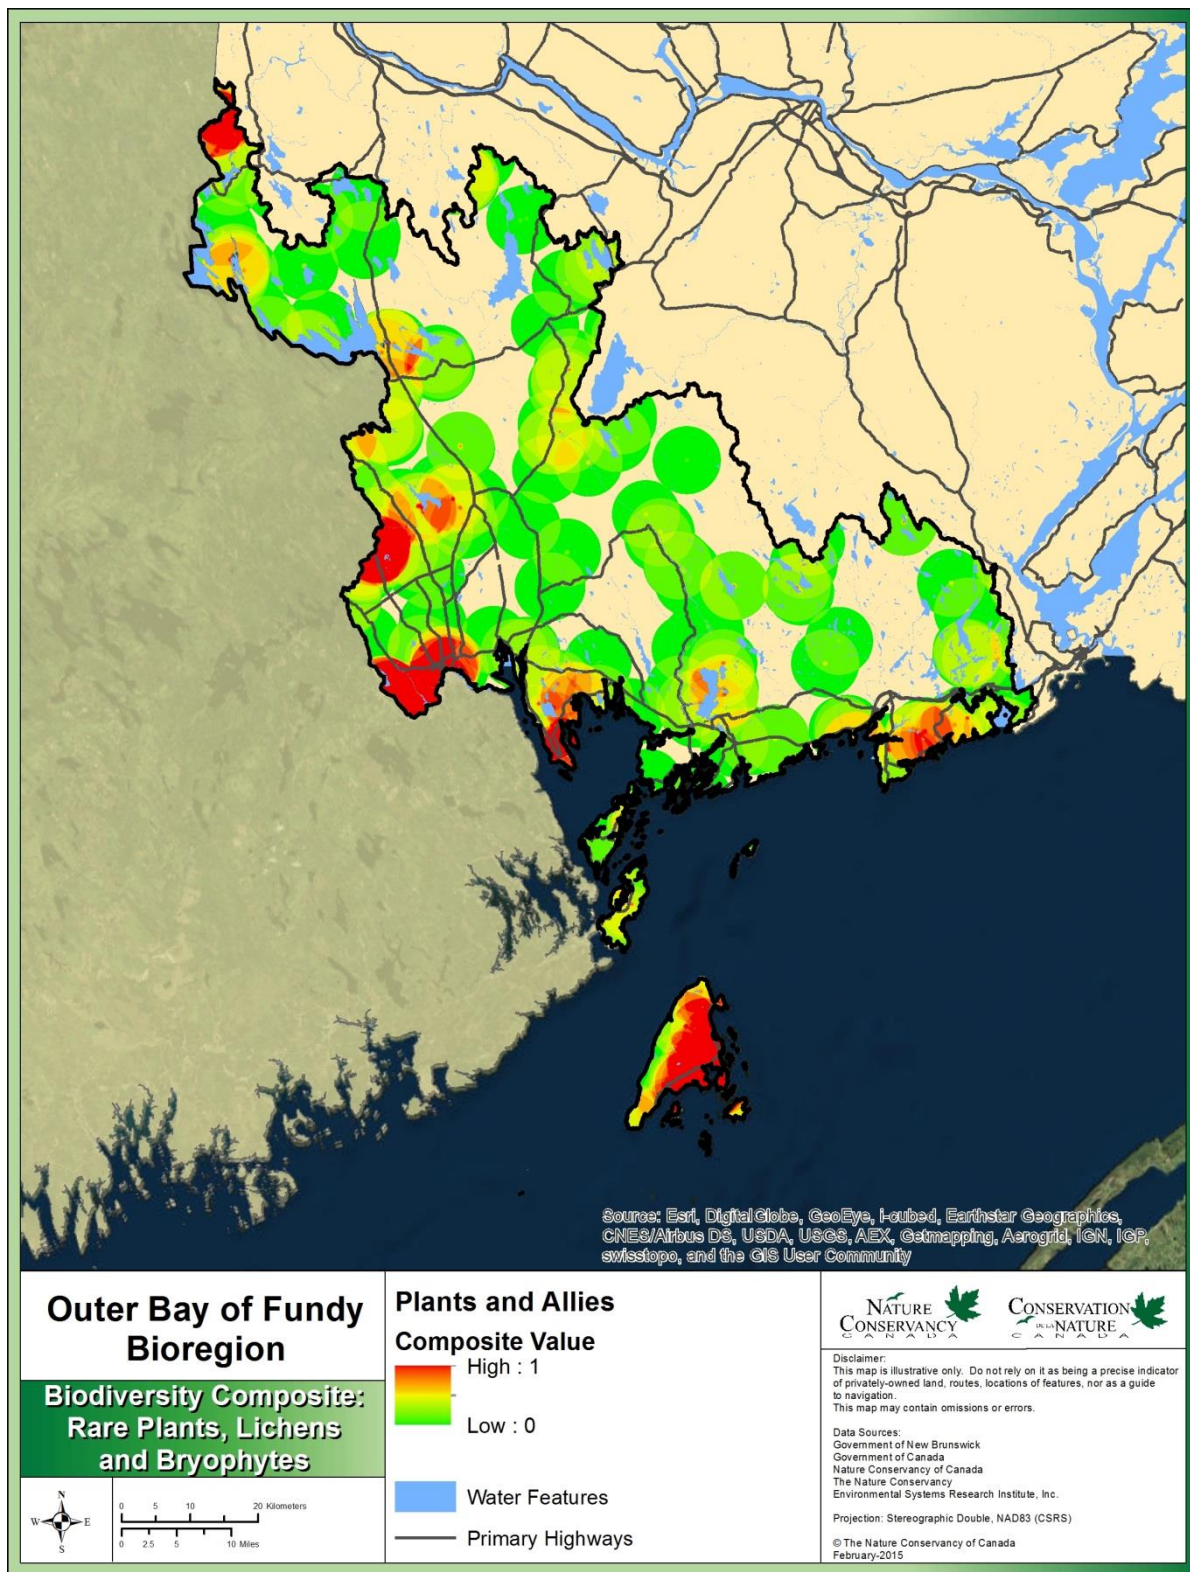 Source: Esri, DigitalGlobe, GeoEye, i-cubed, Earthstar Geographics,
CNES/Airbus DS, USDA, USGS, AEX, Getmapping, Aerogrid, IGN, IGP,
swisstopo, and the GIS User Community
Outer Bay of Fundy
Bioregion
Biodiversity Composite:
Rare Plants, Lichens
and Bryophytes
N
W E
S
0 5 10 20 Kilometers
0 2.5 5 10 Miles
Plants and Allies
Composite Value
High : 1
Low : 0
Water Features
Primary Highways
NATURE
CONSERVANCY
CANADA
CONSERVATION
DE LA NATURE
CANADA
Disclaimer:
This map is illustrative only. Do not rely on it as being a precise indicator
of privately-owned land, routes, locations of features, nor as a guide
to navigation.
This map may contain omissions or errors.
Data Sources:
Government of New Brunswick
Government of Canada
Nature Conservancy of Canada
The Nature Conservancy
Environmental Systems Research Institute, Inc.
Projection: Stereographic Double, NAD83 (CSRS)
© The Nature Conservancy of Canada
February-2015